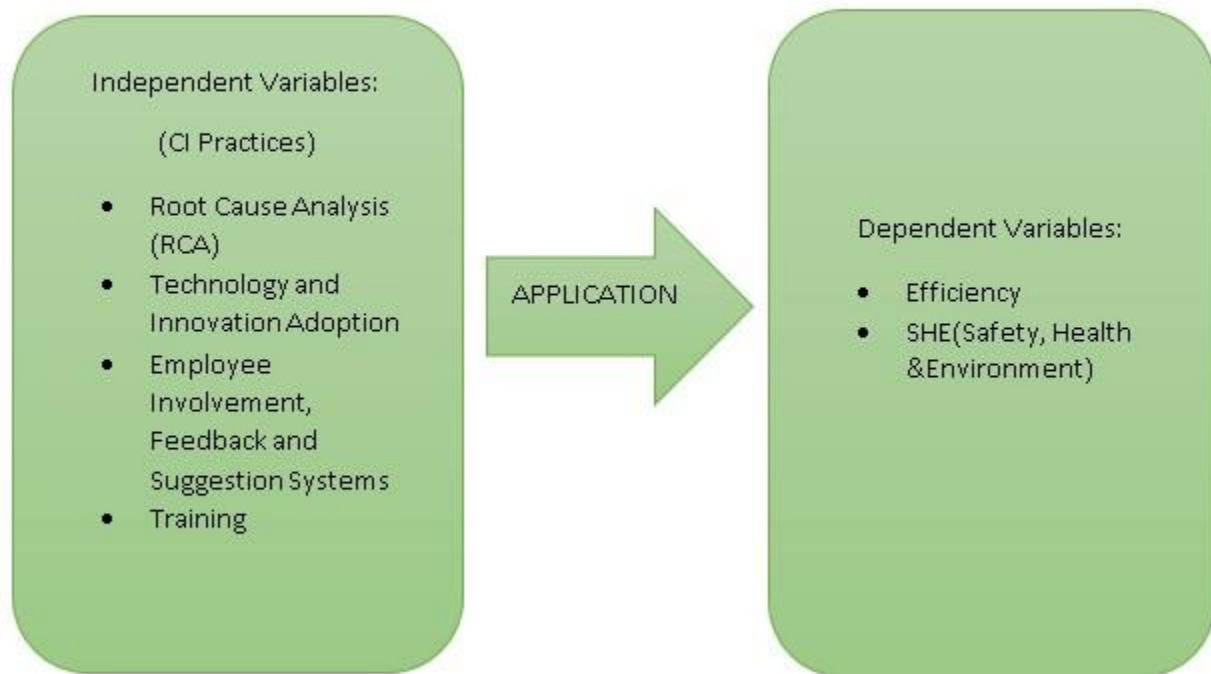 Independent Variables:
(CI Practices)
• Root Cause Analysis
(RCA)
• Technology and
Innovation Adoption
• Employee
Involvement,
Feedback and
Suggestion Systems
• Training
APPLICATION
Dependent Variables:
• Efficiency
• SHE(Safety, Health
&Environment)